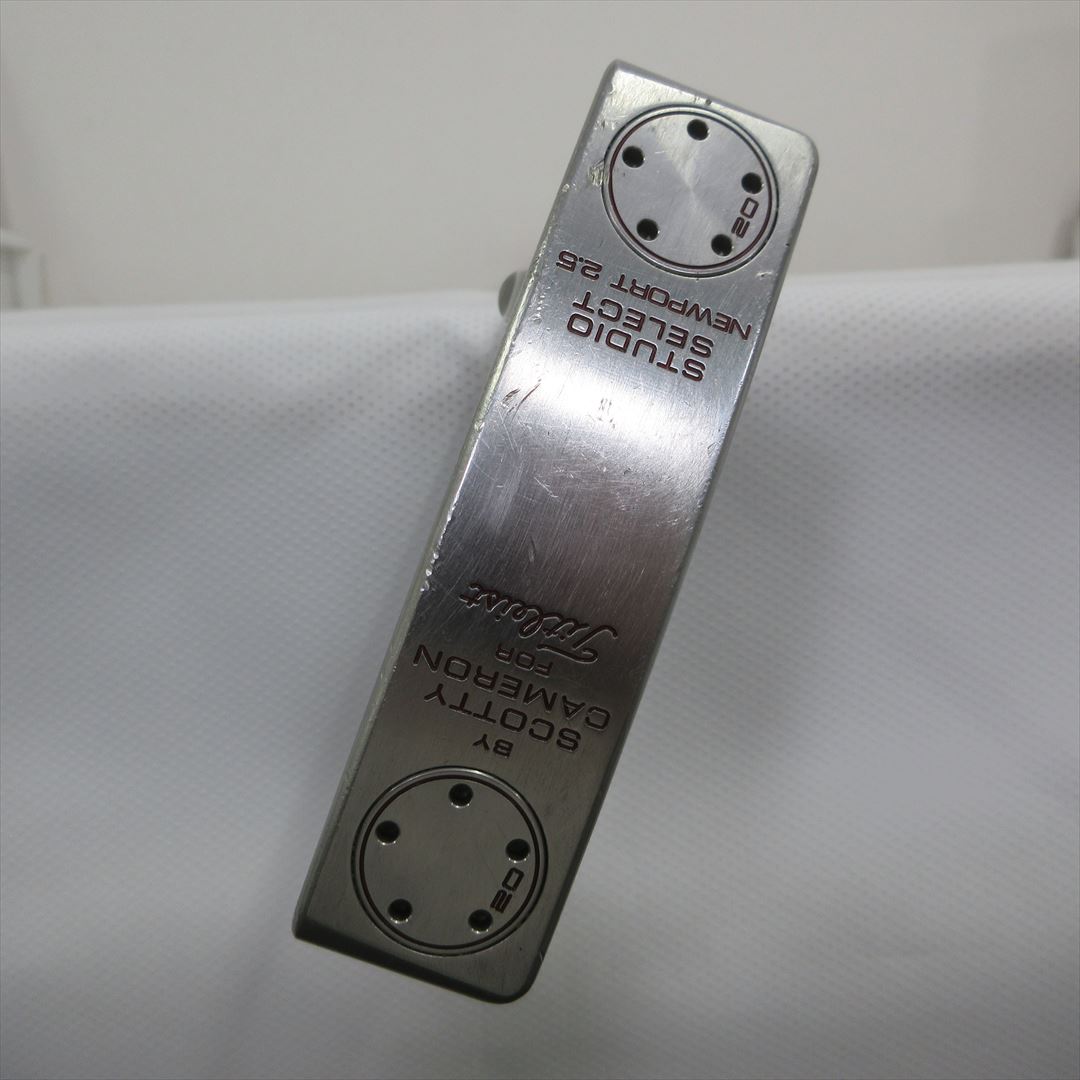 20
STUDIO
SELECT
NEWPORT 2.5
BY
SCOTTY
CAMERON
FOR
Titleist
20